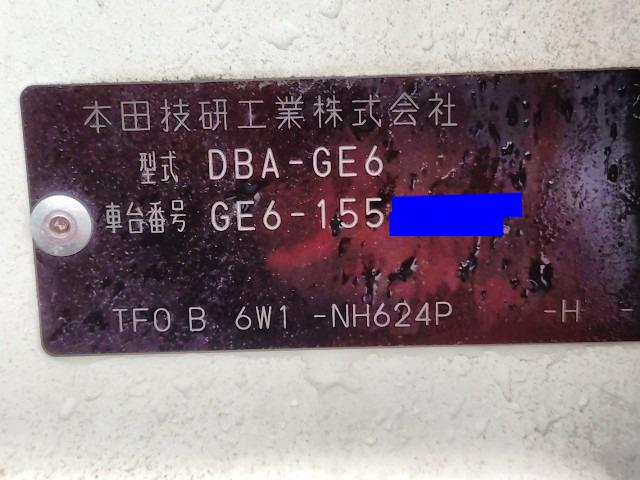 本田技研工業株式会社
型式 DBA-GE6
車台番号 GE6-155
TF0 B 6W1 -NH624P -H -